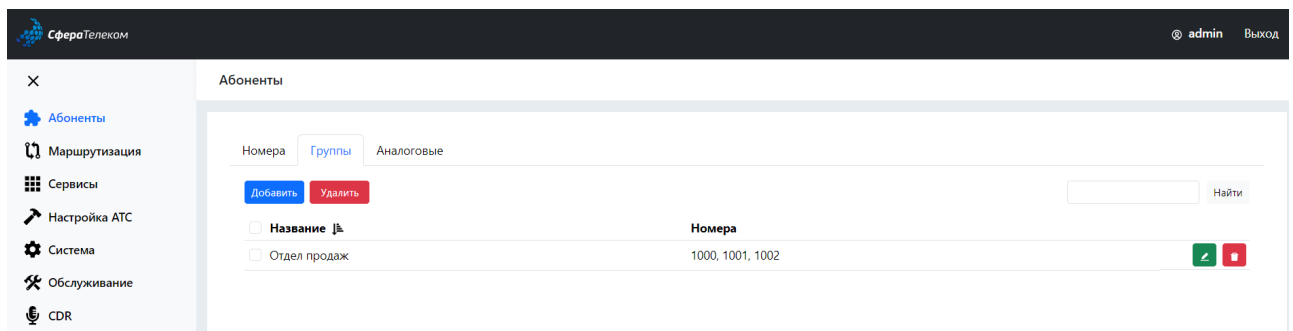 СфераТелеком
admin Выход
Абоненты
Абоненты
Маршрутизация
Сервисы
Настройка АТС
Система
Обслуживание
CDR
Номера Группы Аналоговые
Добавить Удалить Найти
Название Номера
Отдел продаж 1000, 1001, 1002